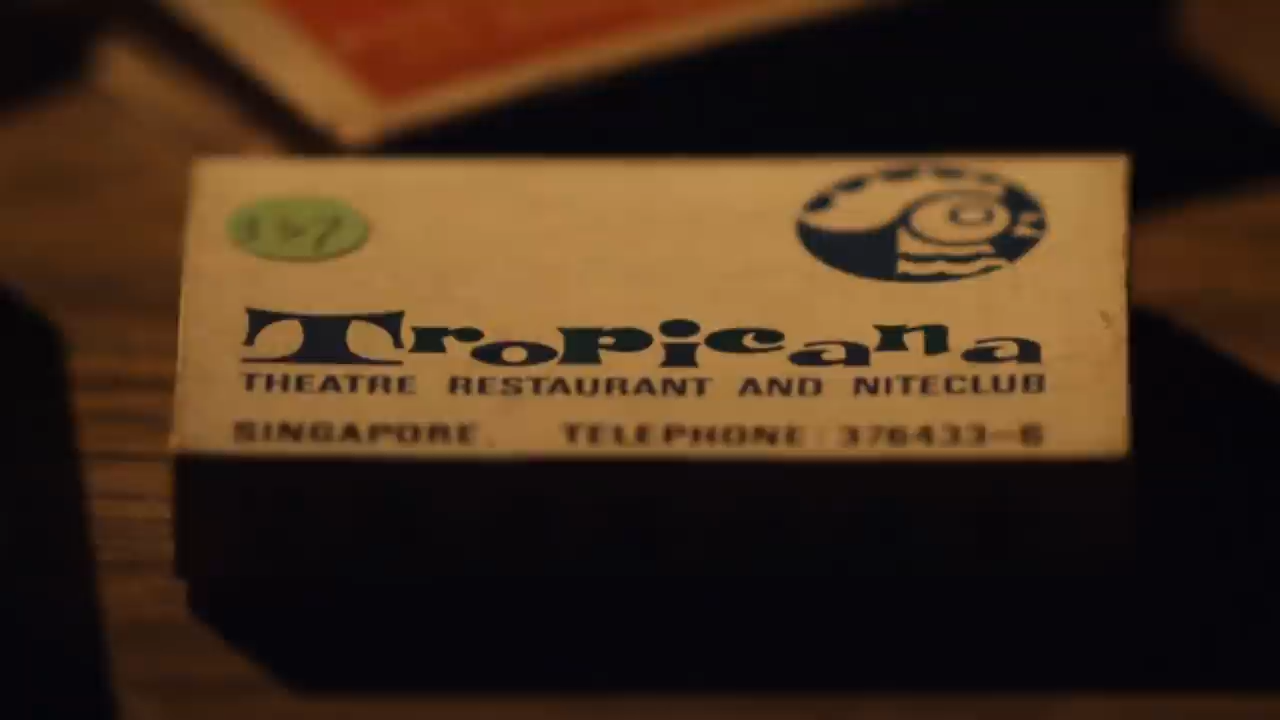 Tropicana
THEATRE RESTAURANT AND NITECLUB
SINGAPORE TELEPHONE 376433-6